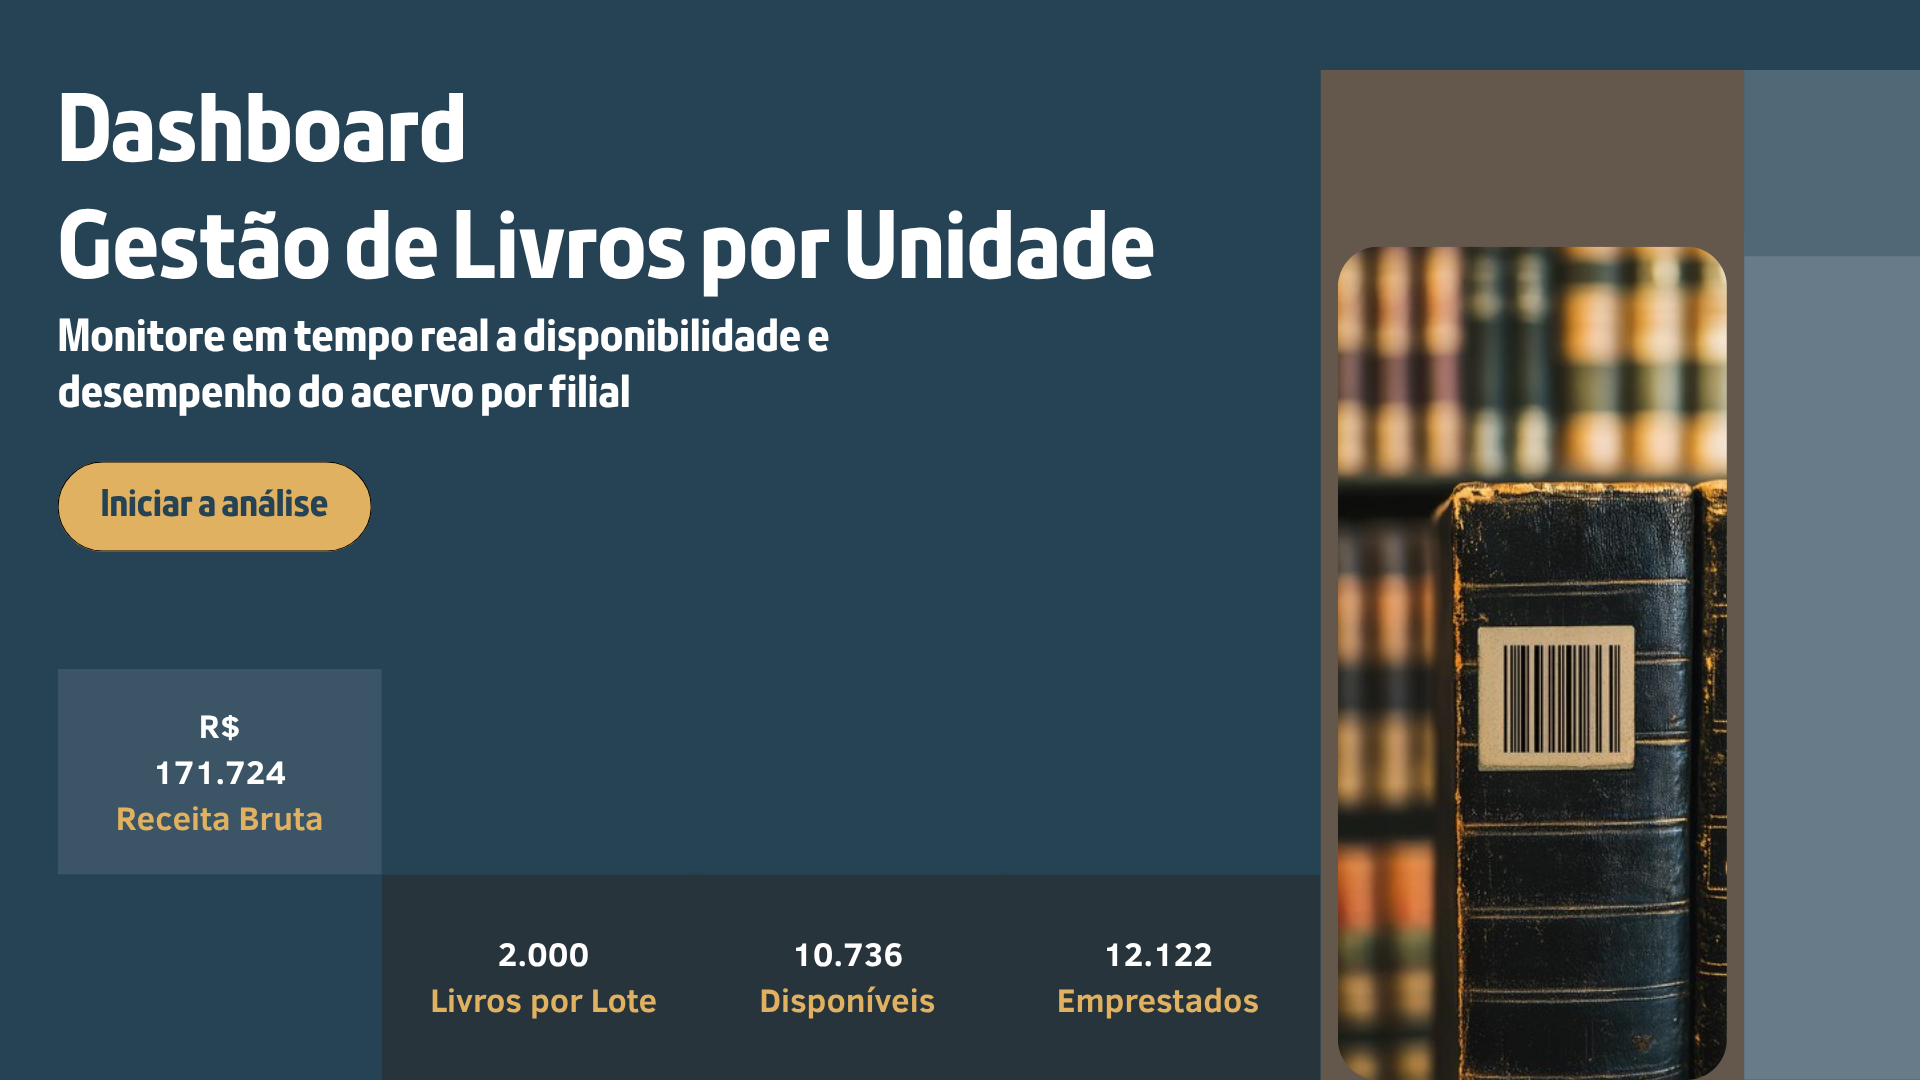 Dashboard
Gestão de Livros por Unidade
Monitore em tempo real a disponibilidade e
desempenho do acervo por filial
Iniciar a análise
R$
171.724
Receita Bruta
2.000
Livros por Lote
10.736
Disponíveis
12.122
Emprestados